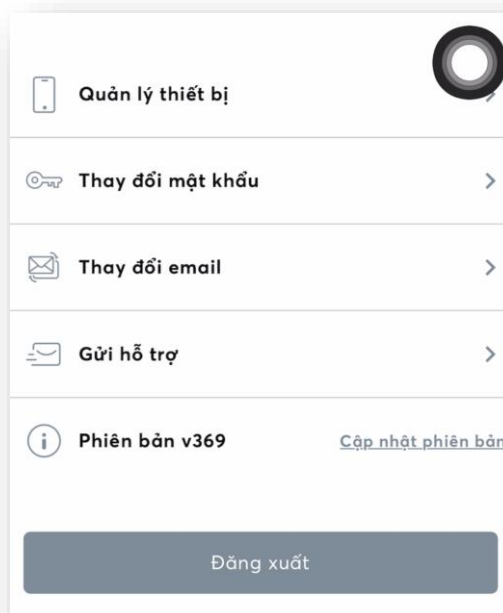 Quản lý thiết bị
Thay đổi mật khẩu
Thay đổi email
Gửi hỗ trợ
Phiên bản v369 Cập nhật phiên bản
Đăng xuất